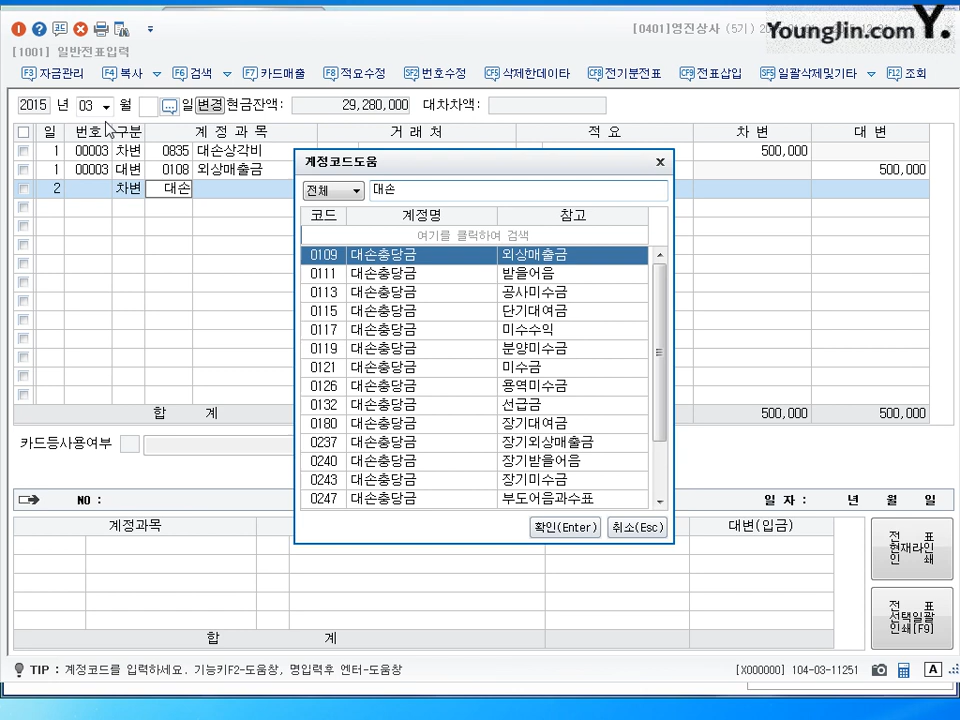 [0401]영진상사 (5기)
Younglin.com Y.
[1001] 일반전표입력
F3 자금관리 F4 복사 F6 검색 F7 카드매출 F8 적요수정 SF2 번호수정 CF5 삭제한데이타 CF8 전기분전표 CF9 전표삽입 SF5 일괄삭제및기타 F12 조회
2015 년 03 월 일 변경 현금잔액: 29,280,000 대차차액:
일 번호 구분 계 정 과 목 거 래 처 적 요 차 변 대 변
1 00003 차변 0835 대손상각비 500,000
1 00003 대변 0108 외상매출금 500,000
2 차변 대손
합 계 500,000 500,000
카드등사용여부
계정코드도움 x
전체 대손
코드 계정명 참고
여기를 클릭하여 검색
0109 대손충당금 외상매출금
0111 대손충당금 받을어음
0113 대손충당금 공사미수금
0115 대손충당금 단기대여금
0117 대손충당금 미수수익
0119 대손충당금 분양미수금
0121 대손충당금 미수금
0126 대손충당금 용역미수금
0132 대손충당금 선급금
0180 대손충당금 장기대여금
0237 대손충당금 장기외상매출금
0240 대손충당금 장기받을어음
0243 대손충당금 장기미수금
0247 대손충당금 부도어음과수표
확인(Enter) 취소(Esc)
NO : 일 자 : 년 월 일
계정과목 대변(입금)
합 계
전 표
현재라인
인 쇄
전 표
선택일괄
인쇄[F9]
TIP : 계정코드를 입력하세요. 기능키F2-도움창, 명입력후 엔터-도움창
[X000000] 104-03-11251 A